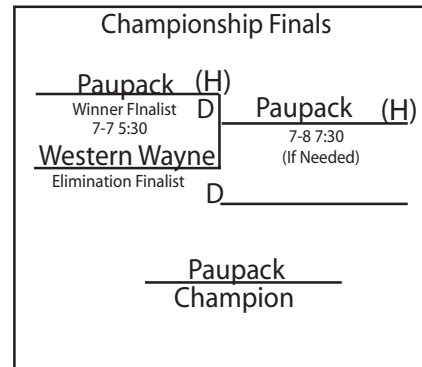 Championship Finals
Paupack (H)
Winner FInalist D
7-7 5:30
Western Wayne
Elimination Finalist
Paupack (H)
7-8 7:30
(If Needed)
D
Paupack
Champion